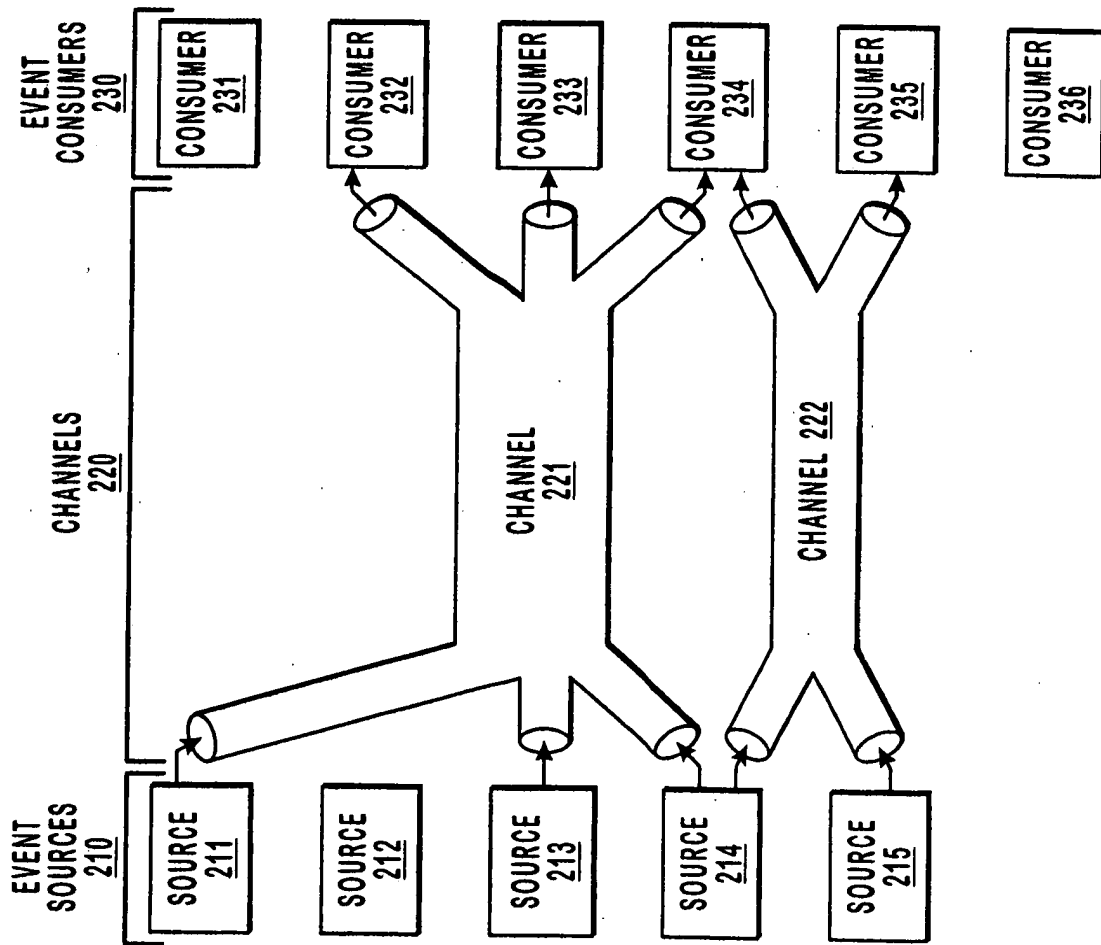 EVENT
SOURCES
210
SOURCE
211
SOURCE
212
SOURCE
213
SOURCE
214
SOURCE
215
CHANNELS
220
CHANNEL
221
CHANNEL 222
EVENT
CONSUMERS
230
CONSUMER
231
CONSUMER
232
CONSUMER
233
CONSUMER
234
CONSUMER
235
CONSUMER
236